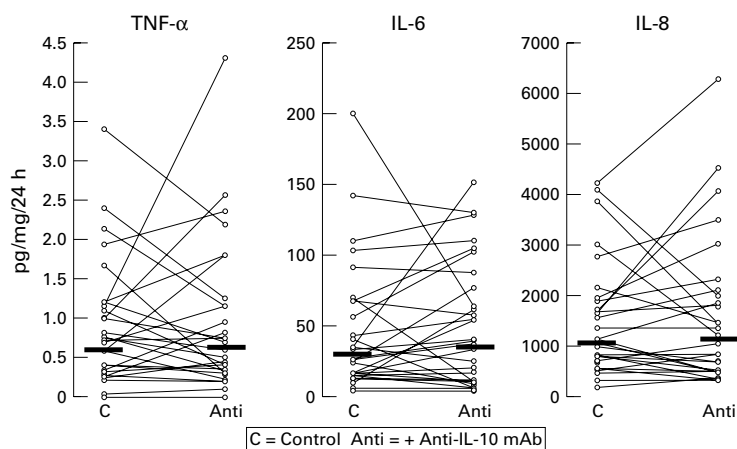 TNF-α
IL-6
IL-8
pg/mg/24 h
4.5
4.0
3.5
3.0
2.5
2.0
1.5
1.0
0.5
0
C
Anti
250
200
150
100
50
0
C
Anti
7000
6000
5000
4000
3000
2000
1000
0
C
Anti
C = Control Anti = + Anti-IL-10 mAb